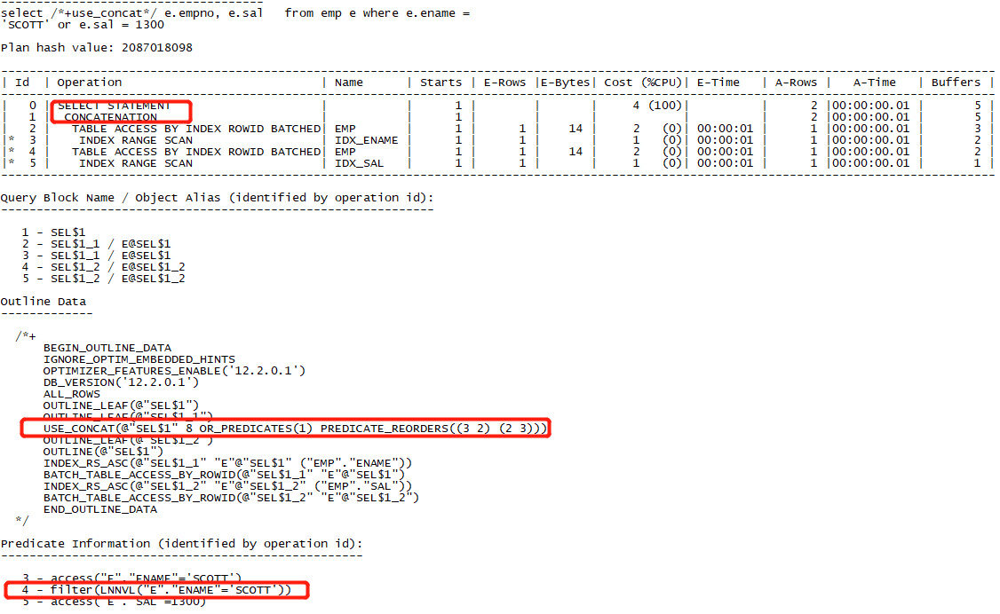 -------------------------------------
select /*+use_concat*/ e.empno, e.sal   from emp e where e.ename =
'SCOTT' or e.sal = 1300

Plan hash value: 2087018098

--------------------------------------------------------------------------------------------------------------------------------------------
| Id  | Operation                           | Name      | Starts | E-Rows |E-Bytes| Cost (%CPU)| E-Time   | A-Rows |   A-Time   | Buffers |
--------------------------------------------------------------------------------------------------------------------------------------------
|   0 | SELECT STATEMENT                    |           |      1 |        |       |     4 (100)|          |      2 |00:00:00.01 |       5 |
|   1 |  CONCATENATION                      |           |      1 |        |       |            |          |      2 |00:00:00.01 |       5 |
|   2 |   TABLE ACCESS BY INDEX ROWID BATCHED| EMP       |      1 |      1 |    14 |     2   (0)| 00:00:01 |      1 |00:00:00.01 |       3 |
|*  3 |    INDEX RANGE SCAN                 | IDX_ENAME |      1 |      1 |       |     1   (0)| 00:00:01 |      1 |00:00:00.01 |       2 |
|*  4 |   TABLE ACCESS BY INDEX ROWID BATCHED| EMP       |      1 |      1 |    14 |     2   (0)| 00:00:01 |      1 |00:00:00.01 |       2 |
|*  5 |    INDEX RANGE SCAN                 | IDX_SAL   |      1 |      1 |       |     1   (0)| 00:00:01 |      1 |00:00:00.01 |       1 |
--------------------------------------------------------------------------------------------------------------------------------------------

Query Block Name / Object Alias (identified by operation id):
-------------------------------------------------------------

   1 - SEL$1
   2 - SEL$1_1 / E@SEL$1
   3 - SEL$1_1 / E@SEL$1
   4 - SEL$1_2 / E@SEL$1_2
   5 - SEL$1_2 / E@SEL$1_2

Outline Data
-------------

  /*+
      BEGIN_OUTLINE_DATA
      IGNORE_OPTIM_EMBEDDED_HINTS
      OPTIMIZER_FEATURES_ENABLE('12.2.0.1')
      DB_VERSION('12.2.0.1')
      ALL_ROWS
      OUTLINE_LEAF(@"SEL$1")
      OUTLINE_LEAF(@"SEL$1_1")
      USE_CONCAT(@"SEL$1" 8 OR_PREDICATES(1) PREDICATE_REORDERS((3 2) (2 3)))
      OUTLINE_LEAF(@"SEL$1_2")
      OUTLINE(@"SEL$1")
      INDEX_RS_ASC(@"SEL$1_1" "E"@"SEL$1" ("EMP"."ENAME"))
      BATCH_TABLE_ACCESS_BY_ROWID(@"SEL$1_1" "E"@"SEL$1")
      INDEX_RS_ASC(@"SEL$1_2" "E"@"SEL$1_2" ("EMP"."SAL"))
      BATCH_TABLE_ACCESS_BY_ROWID(@"SEL$1_2" "E"@"SEL$1_2")
      END_OUTLINE_DATA
  */

Predicate Information (identified by operation id):
---------------------------------------------------

   3 - access("E"."ENAME"='SCOTT')
   4 - filter(LNNVL("E"."ENAME"='SCOTT'))
   5 - access("E"."SAL"=1300)